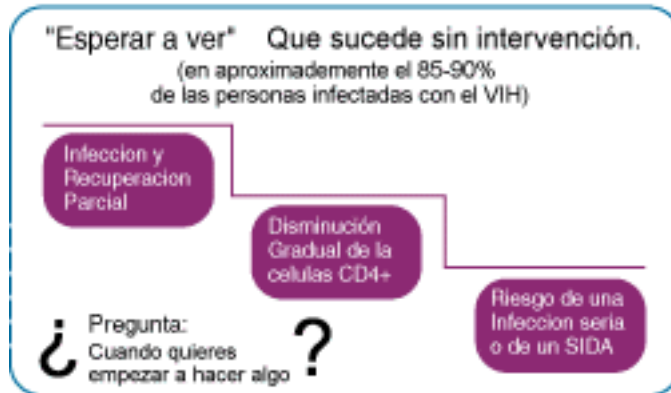 "Esperar a ver" Que sucede sin intervención.
(en aproximademente el 85-90%
de las personas infectadas con el VIH)
Infeccion y
Recuperacion
Parcial
Disminución
Gradual de la
celulas CD4+
Riesgo de una
Infeccion seria
o de un SIDA
¿ Pregunta: ?
Cuando quieres
empezar a hacer algo